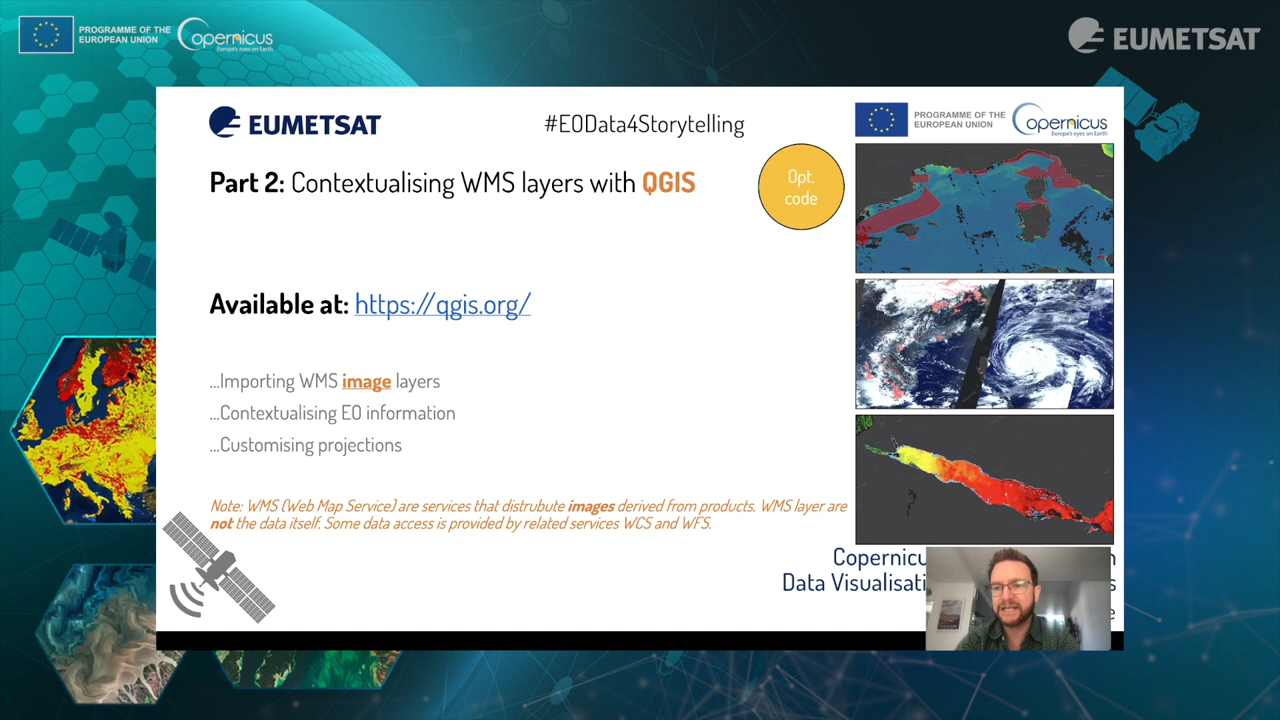 PROGRAMME OF THE
EUROPEAN UNION
opernicus
Europe's eyes on Earth
EUMETSAT
EUMETSAT
#EOData4Storytelling
PROGRAMME OF THE
EUROPEAN UNION
opernicus
Europe's eyes on Earth
Part 2: Contextualising WMS layers with QGIS
Opt.
code
Available at: https://qgis.org/
...Importing WMS image layers
...Contextualising EO information
...Customising projections
Note: WMS (Web Map Service) are services that distrubute images derived from products. WMS layer are
not the data itself. Some data access is provided by related services WCS and WFS.
Copernicu
Data Visualisati